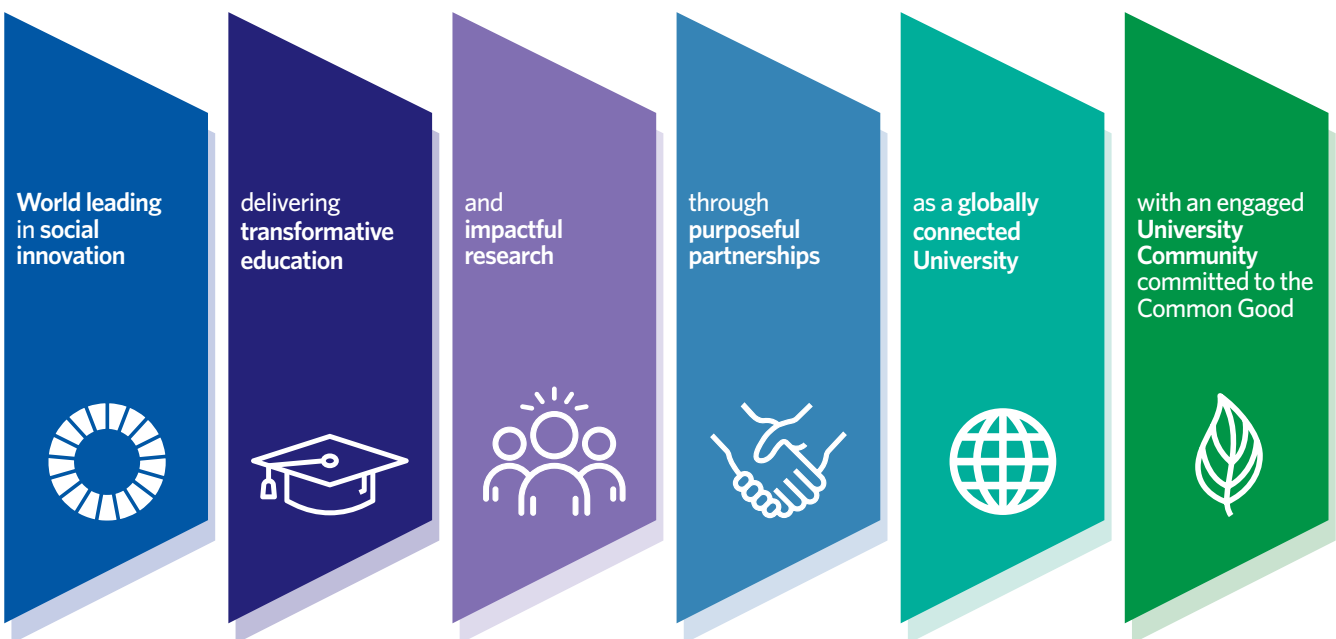 World leading
in social
innovation
delivering
transformative
education
and
impactful
research
through
purposeful
partnerships
as a globally
connected
University
with an engaged
University
Community
committed to the
Common Good